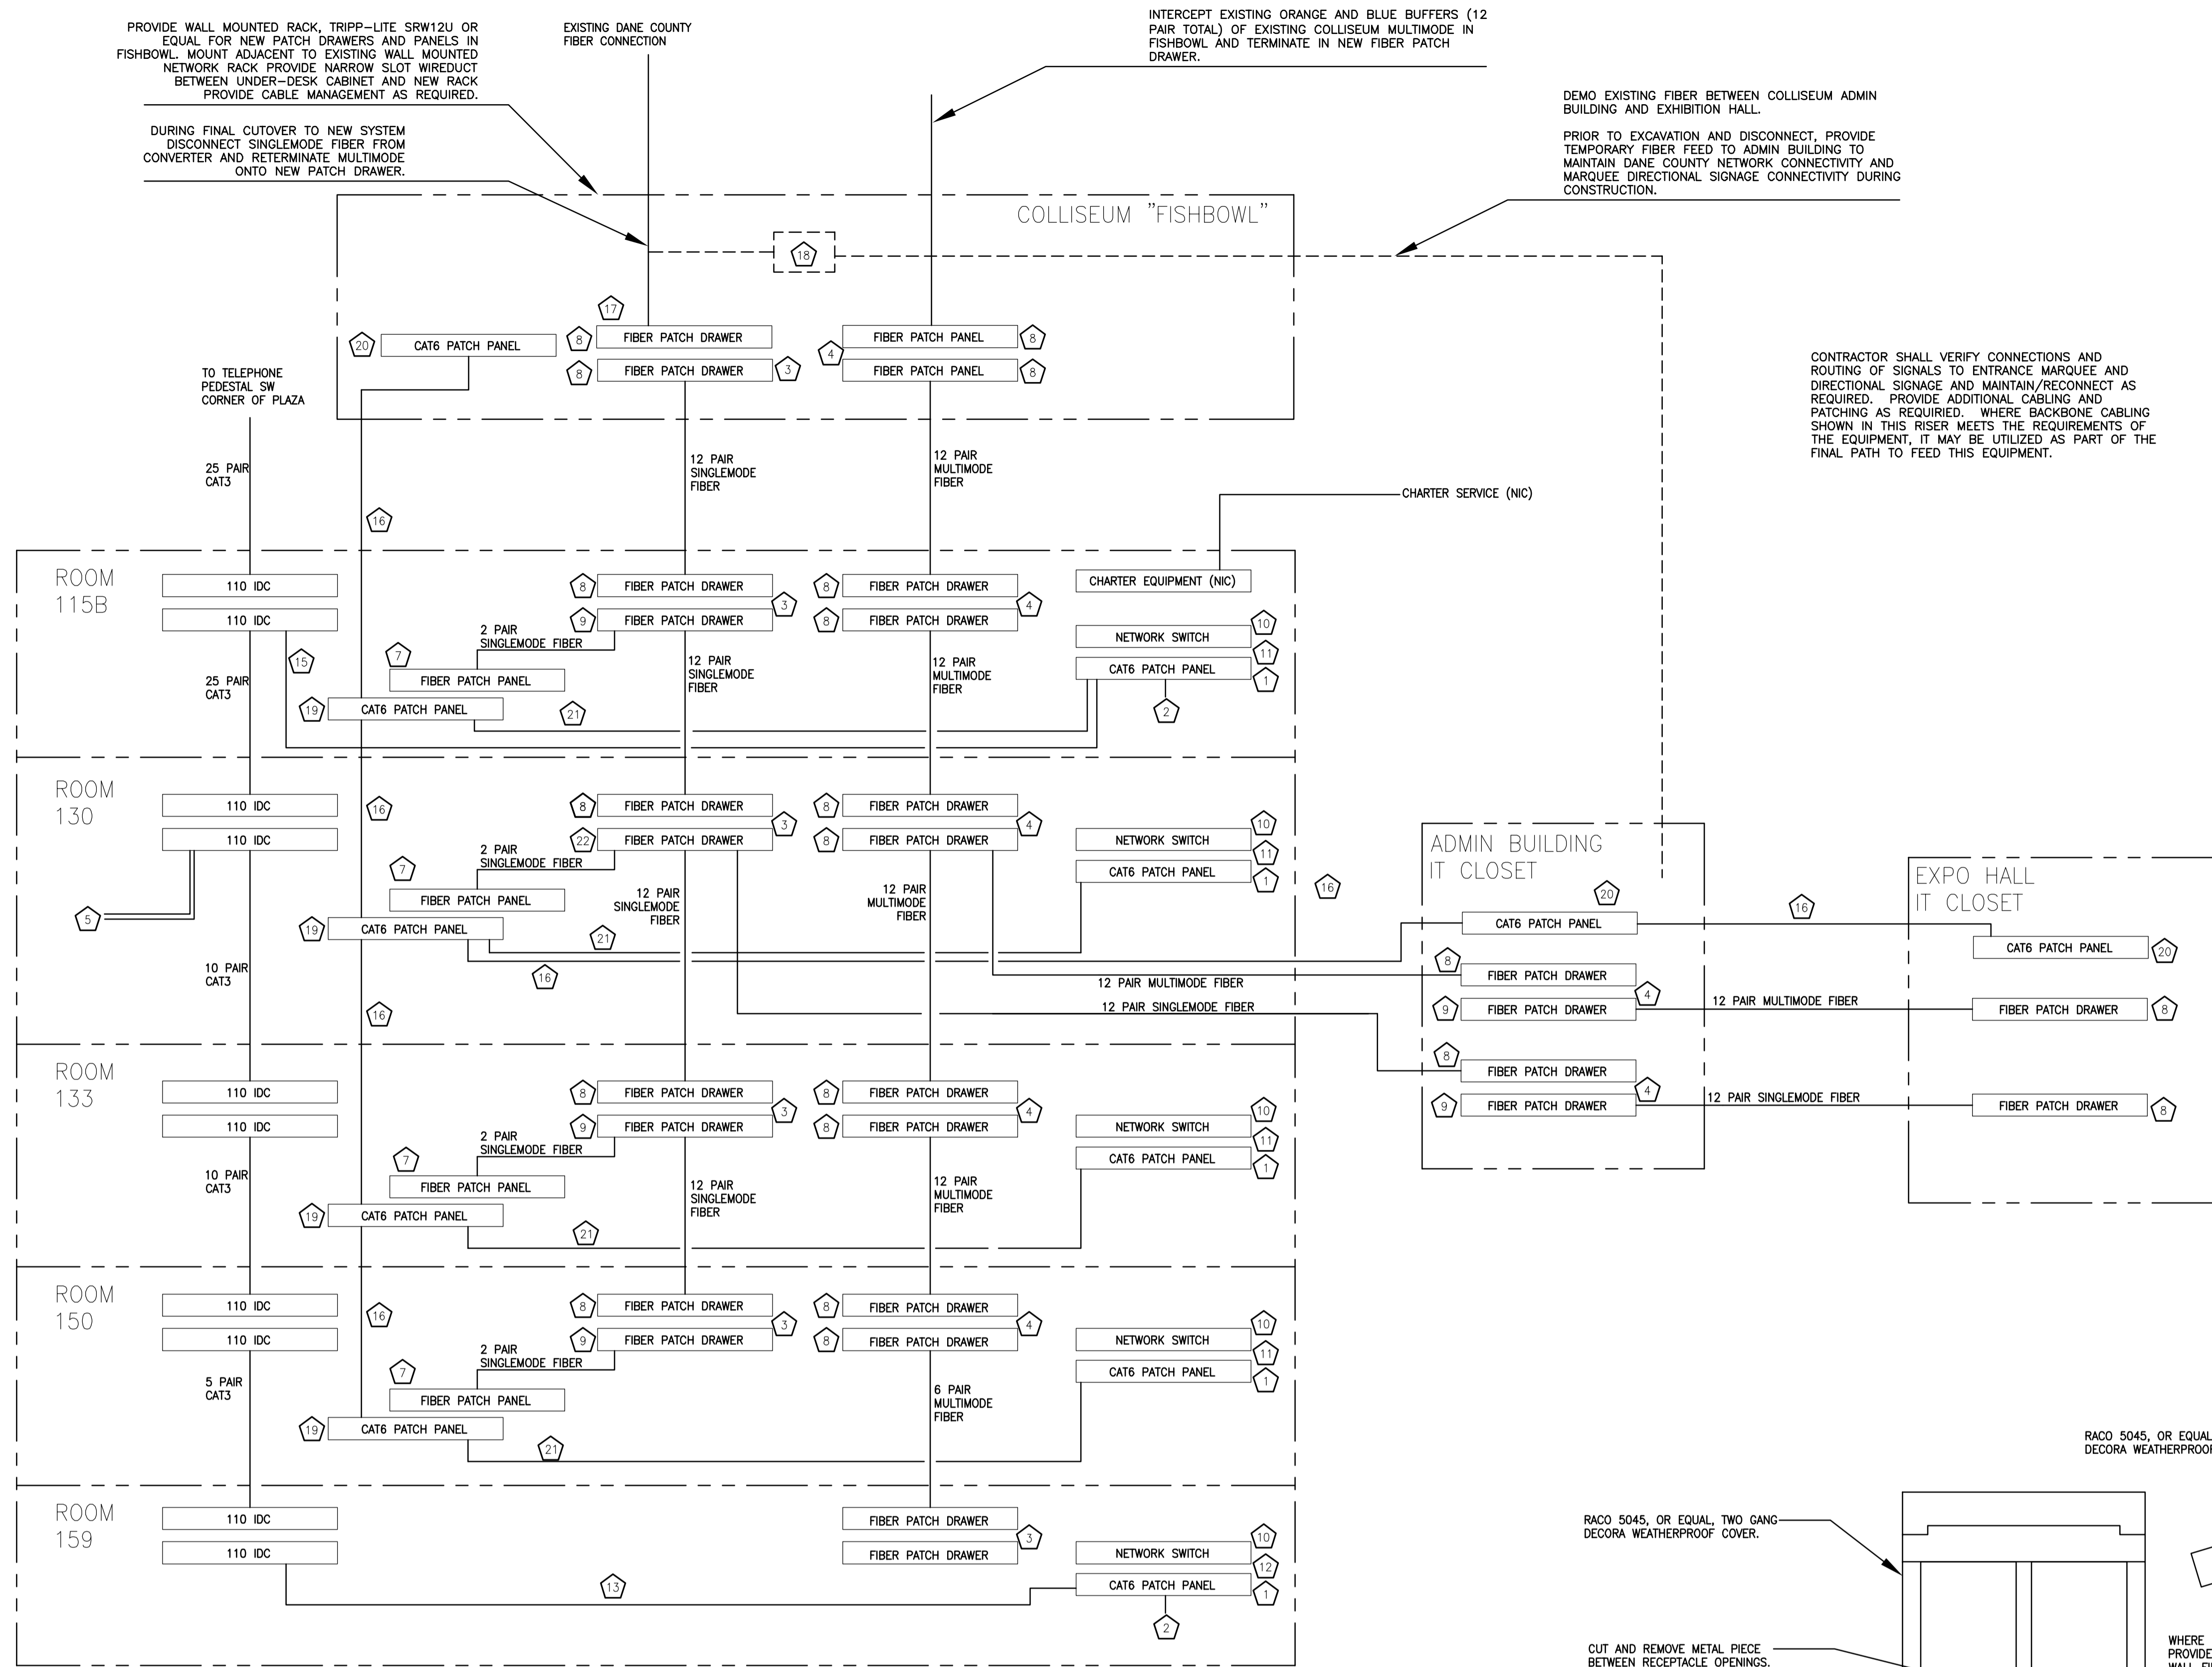 PROVIDE WALL MOUNTED RACK, TRIPP-LITE SRW12U OR
EQUAL FOR NEW PATCH DRAWERS AND PANELS IN
FISHBOWL. MOUNT ADJACENT TO EXISTING WALL MOUNTED
NETWORK RACK PROVIDE NARROW SLOT WIREDUCT
BETWEEN UNDER-DESK CABINET AND NEW RACK
PROVIDE CABLE MANAGEMENT AS REQUIRED.
DURING FINAL CUTOVER TO NEW SYSTEM
DISCONNECT SINGLEMODE FIBER FROM
CONVERTER AND RETERMINATE MULTIMODE
ONTO NEW PATCH DRAWER.
EXISTING DANE COUNTY
FIBER CONNECTION
INTERCEPT EXISTING ORANGE AND BLUE BUFFERS (12
PAIR TOTAL) OF EXISTING COLLISEUM MULTIMODE IN
FISHBOWL AND TERMINATE IN NEW FIBER PATCH
DRAWER.
DEMO EXISTING FIBER BETWEEN COLLISEUM ADMIN
BUILDING AND EXHIBITION HALL.
PRIOR TO EXCAVATION AND DISCONNECT, PROVIDE
TEMPORARY FIBER FEED TO ADMIN BUILDING TO
MAINTAIN DANE COUNTY NETWORK CONNECTIVITY AND
MARQUEE DIRECTIONAL SIGNAGE CONNECTIVITY DURING
CONSTRUCTION.
COLLISEUM "FISHBOWL"
18
17
20 CAT6 PATCH PANEL
8 FIBER PATCH DRAWER
8 FIBER PATCH DRAWER 3
4 FIBER PATCH PANEL 8
FIBER PATCH PANEL 8
TO TELEPHONE
PEDESTAL SW
CORNER OF PLAZA
CONTRACTOR SHALL VERIFY CONNECTIONS AND
ROUTING OF SIGNALS TO ENTRANCE MARQUEE AND
DIRECTIONAL SIGNAGE AND MAINTAIN/RECONNECT AS
REQUIRED. PROVIDE ADDITIONAL CABLING AND
PATCHING AS REQUIRIED. WHERE BACKBONE CABLING
SHOWN IN THIS RISER MEETS THE REQUIREMENTS OF
THE EQUIPMENT, IT MAY BE UTILIZED AS PART OF THE
FINAL PATH TO FEED THIS EQUIPMENT.
25 PAIR
CAT3
16
12 PAIR
SINGLEMODE
FIBER
12 PAIR
MULTIMODE
FIBER
CHARTER SERVICE (NIC)
ROOM
115B
110 IDC
110 IDC
8 FIBER PATCH DRAWER
9 FIBER PATCH DRAWER
3
8 FIBER PATCH DRAWER
8 FIBER PATCH DRAWER
4
CHARTER EQUIPMENT (NIC)
NETWORK SWITCH
10
11
CAT6 PATCH PANEL
1
2
15
25 PAIR
CAT3
2 PAIR
SINGLEMODE FIBER
7
FIBER PATCH PANEL
19 CAT6 PATCH PANEL
21
12 PAIR
SINGLEMODE
FIBER
12 PAIR
MULTIMODE
FIBER
ROOM
130
110 IDC
110 IDC
16
8 FIBER PATCH DRAWER
22 FIBER PATCH DRAWER
3
8 FIBER PATCH DRAWER
8 FIBER PATCH DRAWER
4
NETWORK SWITCH
10
11
CAT6 PATCH PANEL
1
5
2 PAIR
SINGLEMODE FIBER
7
FIBER PATCH PANEL
19 CAT6 PATCH PANEL
21
16
12 PAIR
SINGLEMODE
FIBER
12 PAIR
MULTIMODE
FIBER
16
10 PAIR
CAT3
16
12 PAIR MULTIMODE FIBER
12 PAIR SINGLEMODE FIBER
ADMIN BUILDING
IT CLOSET
20
CAT6 PATCH PANEL
8
FIBER PATCH DRAWER
4
9 FIBER PATCH DRAWER
8
FIBER PATCH DRAWER
4
9 FIBER PATCH DRAWER
16
12 PAIR MULTIMODE FIBER
12 PAIR SINGLEMODE FIBER
EXPO HALL
IT CLOSET
CAT6 PATCH PANEL 20
FIBER PATCH DRAWER 8
FIBER PATCH DRAWER 8
ROOM
133
110 IDC
110 IDC
8 FIBER PATCH DRAWER
9 FIBER PATCH DRAWER
3
8 FIBER PATCH DRAWER
8 FIBER PATCH DRAWER
4
NETWORK SWITCH
10
11
CAT6 PATCH PANEL
1
10 PAIR
CAT3
2 PAIR
SINGLEMODE FIBER
7
FIBER PATCH PANEL
19 CAT6 PATCH PANEL
21
12 PAIR
SINGLEMODE
FIBER
12 PAIR
MULTIMODE
FIBER
ROOM
150
110 IDC
110 IDC
16
8 FIBER PATCH DRAWER
9 FIBER PATCH DRAWER
3
8 FIBER PATCH DRAWER
8 FIBER PATCH DRAWER
4
NETWORK SWITCH
10
11
CAT6 PATCH PANEL
1
5 PAIR
CAT3
2 PAIR
SINGLEMODE FIBER
7
FIBER PATCH PANEL
19 CAT6 PATCH PANEL
21
6 PAIR
MULTIMODE
FIBER
ROOM
159
110 IDC
110 IDC
13
FIBER PATCH DRAWER
FIBER PATCH DRAWER
3
NETWORK SWITCH
10
12
CAT6 PATCH PANEL
1
2
RACO 5045, OR EQUAL
DECORA WEATHERPROOF
RACO 5045, OR EQUAL, TWO GANG
DECORA WEATHERPROOF COVER.
CUT AND REMOVE METAL PIECE
BETWEEN RECEPTACLE OPENINGS.
WHERE
PROVIDE